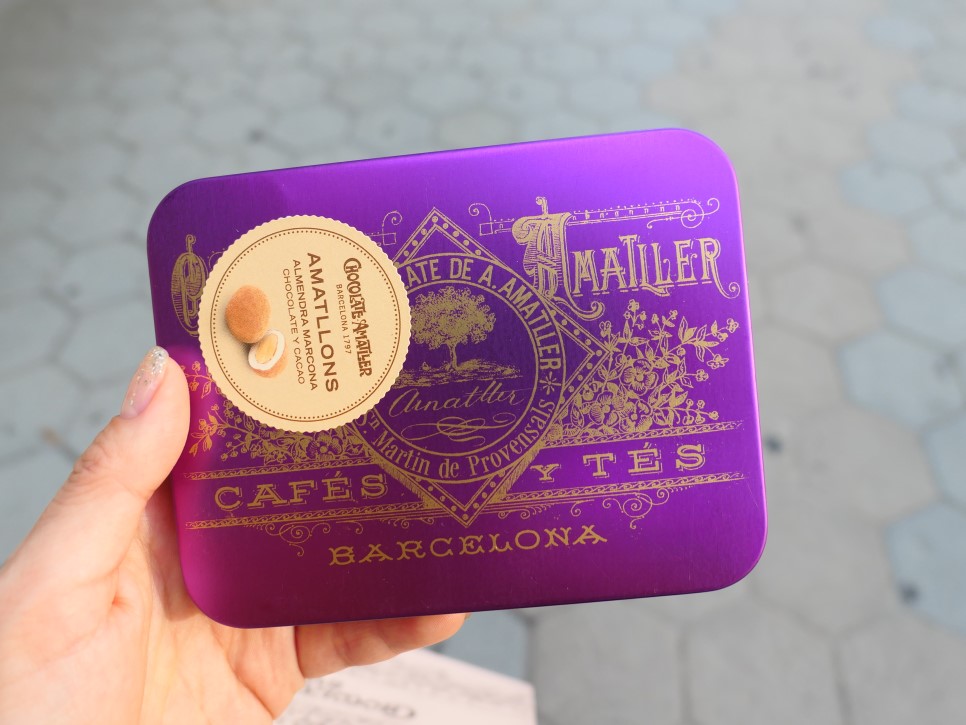 CHOCOLATE AMATLLER
BARCELONA 1797
AMATLLONS
ALMENDRA MARCONA
CHOCOLATE Y CACAO
AMATLLER
ATE DE A. AMATLLER
Amatller
Sn Martin de Provensals
CAFÉS Y TÉS
BARCELONA